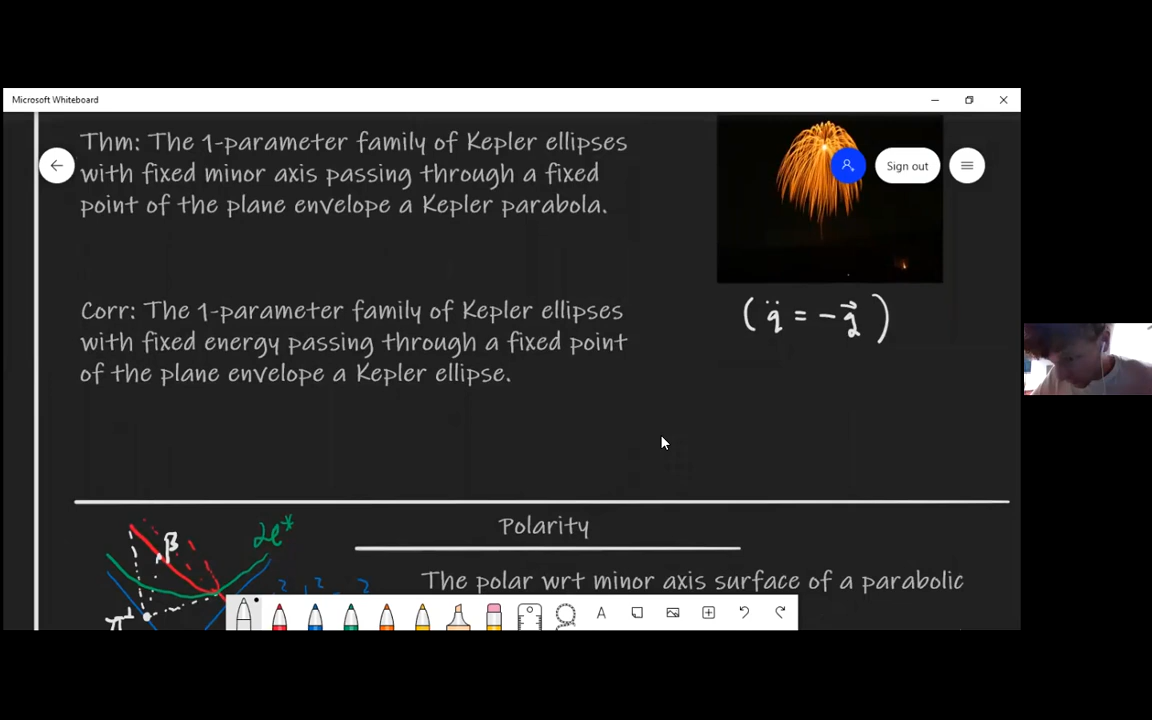 Microsoft Whiteboard
Thm: The 1-parameter family of Kepler ellipses
with fixed minor axis passing through a fixed
point of the plane envelope a Kepler parabola.
Sign out
Corr: The 1-parameter family of Kepler ellipses
with fixed energy passing through a fixed point
of the plane envelope a Kepler ellipse.
( q̈ = - q⃗ )
Polarity
β
The polar wrt minor axis surface of a parabolic
A